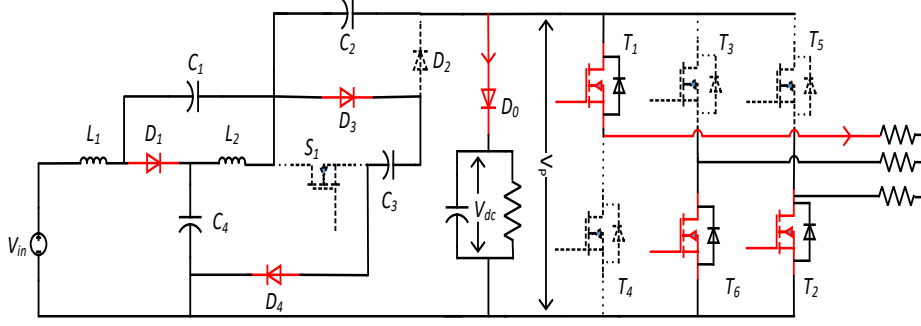 C2
T1
T3
T5
C1
D2
D3
D0
L1
D1
L2
S1
C3
VP
Vdc
C4
Vin
D4
T4
T6
T2